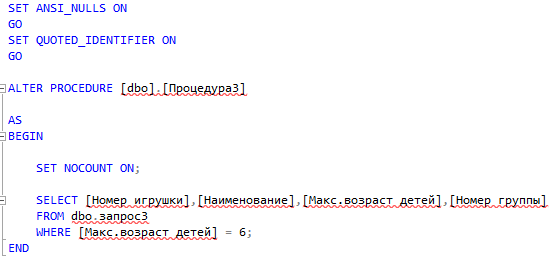 SET ANSI_NULLS ON
GO
SET QUOTED_IDENTIFIER ON
GO
ALTER PROCEDURE [dbo].[Процедура3]
AS
BEGIN
SET NOCOUNT ON;
SELECT [Номер игрушки],[Наименование],[Макс.возраст детей],[Номер группы]
FROM dbo.запрос3
WHERE [Макс.возраст детей] = 6;
END